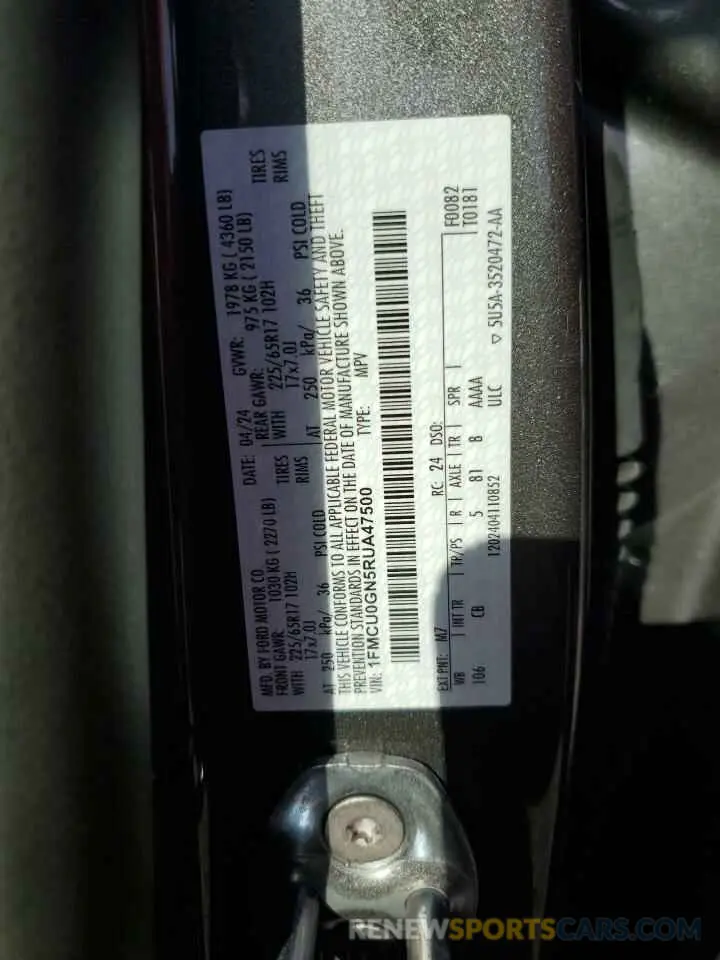 MFD. BY FORD MOTOR CO. DATE: 04/24 GVWR: 1978 KG ( 4360 LB)
FRONT GAWR: 1030 KG ( 2270 LB) REAR GAWR: 975 KG ( 2150 LB)
WITH 225/65R17 102H TIRES WITH 225/65R17 102H TIRES
17x7.0J RIMS 17x7.0J RIMS
AT 250 kPa/ 36 PSI COLD AT 250 kPa/ 36 PSI COLD
THIS VEHICLE CONFORMS TO ALL APPLICABLE FEDERAL MOTOR VEHICLE SAFETY AND THEFT
PREVENTION STANDARDS IN EFFECT ON THE DATE OF MANUFACTURE SHOWN ABOVE.
VIN: 1FMCU0GN5RUA47500 TYPE: MPV
EXT PNT: M7 RC: 24 DSO: F0082
WB INT TR TP/PS R AXLE TR SPR T0181
106 CB 5 81 B AAAA
1202404110852 ULC ▽ 5U5A-3520472-AA
RENEWSPORTSCARS.COM